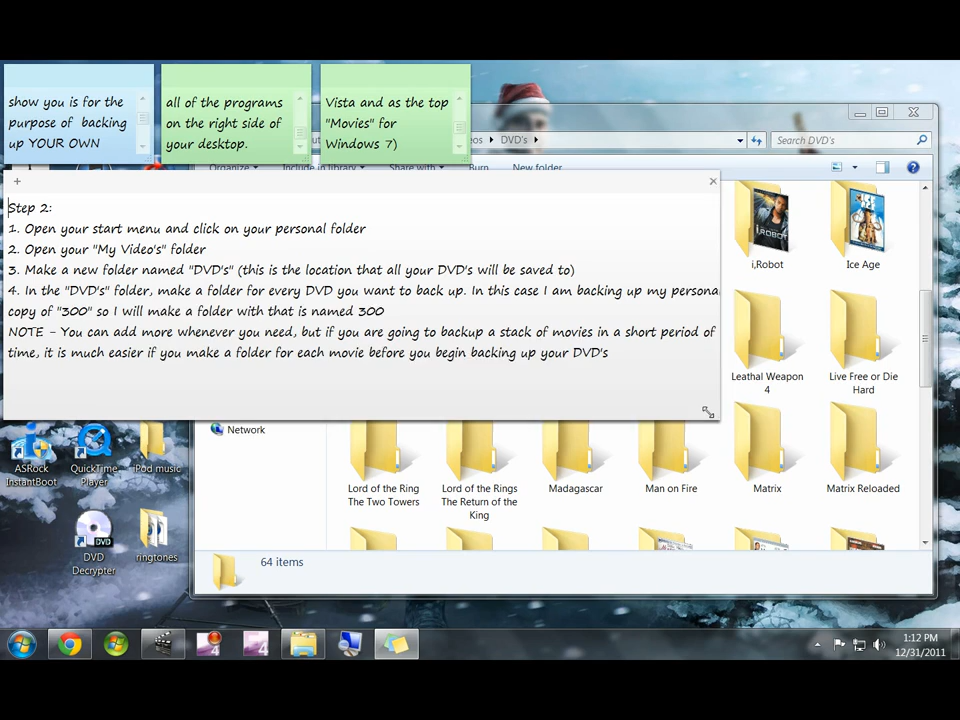 show you is for the
purpose of backing
up YOUR OWN
all of the programs
on the right side of
your desktop.
Vista and as the top
"Movies" for
Windows 7)
DVD's
Search DVD's
Organize
Include in library
Share with
Burn
New folder
Step 2:
1. Open your start menu and click on your personal folder
2. Open your "My Video's" folder
3. Make a new folder named "DVD's" (this is the location that all your DVD's will be saved to)
4. In the "DVD's" folder, make a folder for every DVD you want to back up. In this case I am backing up my persona
copy of "300" so I will make a folder with that is named 300
NOTE - You can add more whenever you need, but if you are going to backup a stack of movies in a short period of
time, it is much easier if you make a folder for each movie before you begin backing up your DVD's
I ROBOT
i,Robot
Ice Age
Leathal Weapon
4
Live Free or Die
Hard
Network
Lord of the Ring
The Two Towers
Lord of the Rings
The Return of the
King
Madagascar
Man on Fire
Matrix
Matrix Reloaded
ASRock
InstantBoot
QuickTime
Player
iPod music
DVD
DVD
Decrypter
ringtones
64 items
4
4
1:12 PM
12/31/2011